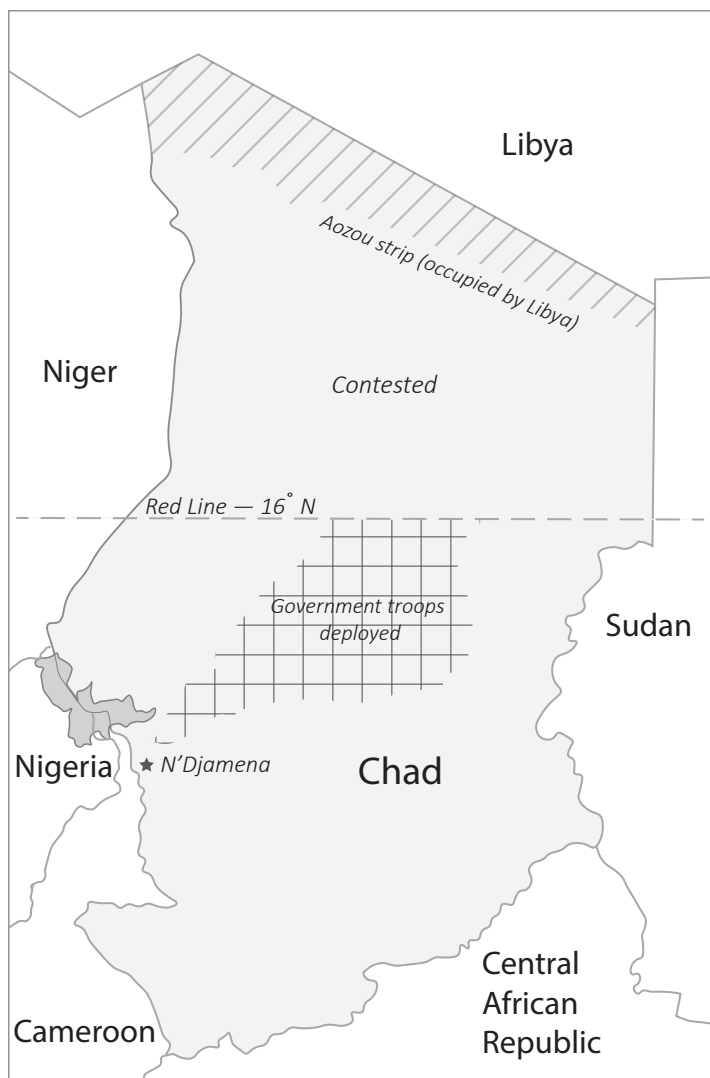 Libya
Aozou strip (occupied by Libya)
Niger
Contested
Red Line — 16° N
Government troops
deployed
Sudan
Nigeria
N’Djamena
Chad
Central
African
Republic
Cameroon